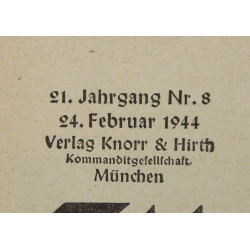 21. Jahrgang Nr. 8
24. Februar 1944
Verlag Knorr & Hirth
Kommanditgeſellſchaft,
München